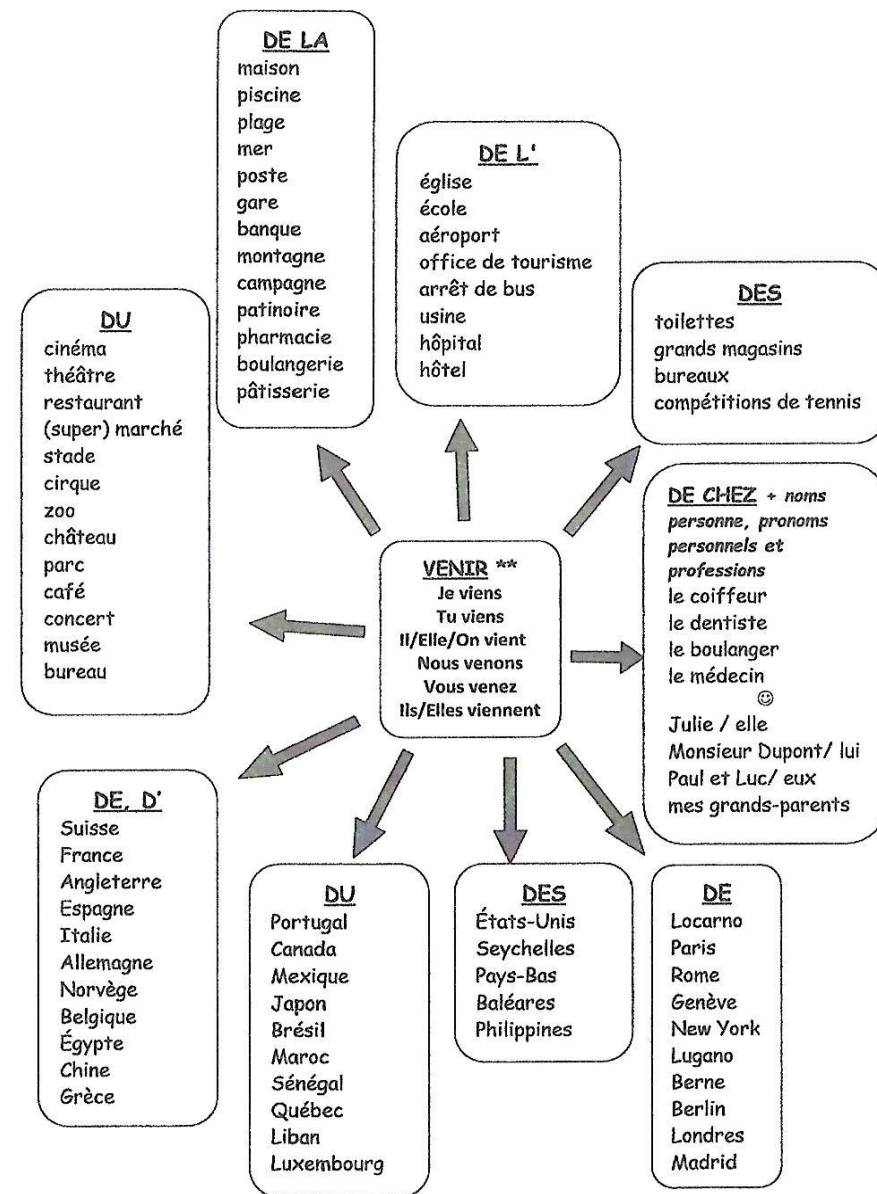 DE LA
maison
piscine
plage
mer
poste
gare
banque
montagne
campagne
patinoire
pharmacie
boulangerie
pâtisserie
DE L'
église
école
aéroport
office de tourisme
arrêt de bus
usine
hôpital
hôtel
DES
toilettes
grands magasins
bureaux
compétitions de tennis
DU
cinéma
théâtre
restaurant
(super) marché
stade
cirque
zoo
château
parc
café
concert
musée
bureau
VENIR **
Je viens
Tu viens
Il/Elle/On vient
Nous venons
Vous venez
Ils/Elles viennent
DE CHEZ + noms
personne, pronoms
personnels et
professions
le coiffeur
le dentiste
le boulanger
le médecin
☺
Julie / elle
Monsieur Dupont/ lui
Paul et Luc/ eux
mes grands-parents
DE, D'
Suisse
France
Angleterre
Espagne
Italie
Allemagne
Norvège
Belgique
Égypte
Chine
Grèce
DU
Portugal
Canada
Mexique
Japon
Brésil
Maroc
Sénégal
Québec
Liban
Luxembourg
DES
États-Unis
Seychelles
Pays-Bas
Baléares
Philippines
DE
Locarno
Paris
Rome
Genève
New York
Lugano
Berne
Berlin
Londres
Madrid